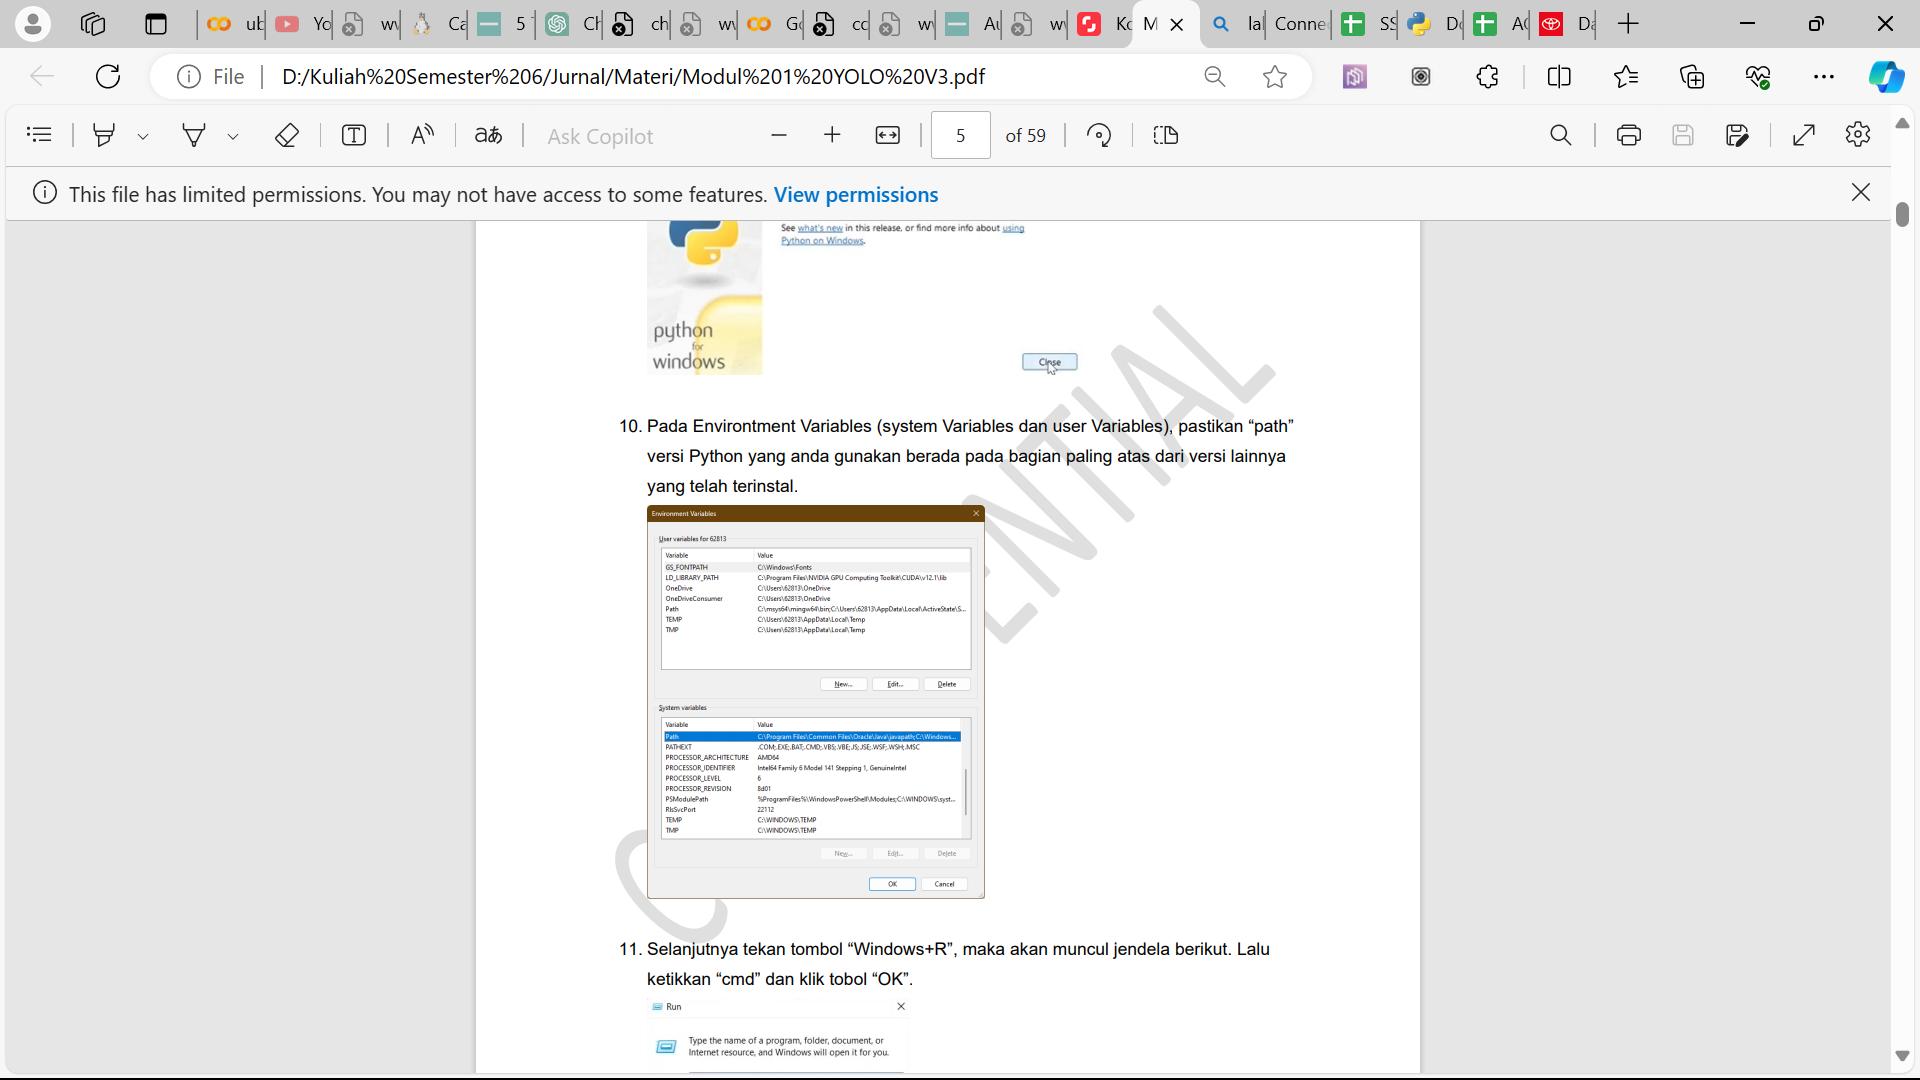 ub
Yo
w
Ca
5
Ch
ch
w
Go
co
w
Au
w
Ko
M
lal
Conne
SS
Do
AC
Da
File
D:/Kuliah%20Semester%206/Jurnal/Materi/Modul%201%20YOLO%20V3.pdf
Ask Copilot
5
of 59
This file has limited permissions. You may not have access to some features. View permissions
See what's new in this release, or find more info about using
Python on Windows.
python
for
windows
Close
10. Pada Environtment Variables (system Variables dan user Variables), pastikan “path”
versi Python yang anda gunakan berada pada bagian paling atas dari versi lainnya
yang telah terinstal.
Environment Variables
User variables for 62813
Variable Value
GS_FONTPATH C:\Windows\Fonts
LD_LIBRARY_PATH C:\Program Files\NVIDIA GPU Computing Toolkit\CUDA\v12.1\lib
OneDrive C:\Users\62813\OneDrive
OneDriveConsumer C:\Users\62813\OneDrive
Path C:\msys64\mingw64\bin;C:\Users\62813\AppData\Local\ActiveState\S...
TEMP C:\Users\62813\AppData\Local\Temp
TMP C:\Users\62813\AppData\Local\Temp
New... Edit... Delete
System variables
Variable Value
Path C:\Program Files\Common Files\Oracle\Java\javapath;C:\Windows...
PATHEXT .COM;.EXE;.BAT;.CMD;.VBS;.VBE;.JS;.JSE;.WSF;.WSH;.MSC
PROCESSOR_ARCHITECTURE AMD64
PROCESSOR_IDENTIFIER Intel64 Family 6 Model 141 Stepping 1, GenuineIntel
PROCESSOR_LEVEL 6
PROCESSOR_REVISION 8d01
PSModulePath %ProgramFiles%\WindowsPowerShell\Modules;C:\WINDOWS\syst...
RlsSvcPort 22112
TEMP C:\WINDOWS\TEMP
TMP C:\WINDOWS\TEMP
New... Edit... Delete
OK Cancel
11. Selanjutnya tekan tombol “Windows+R”, maka akan muncul jendela berikut. Lalu
ketikkan “cmd” dan klik tobol “OK”.
Run
Type the name of a program, folder, document, or
Internet resource, and Windows will open it for you.